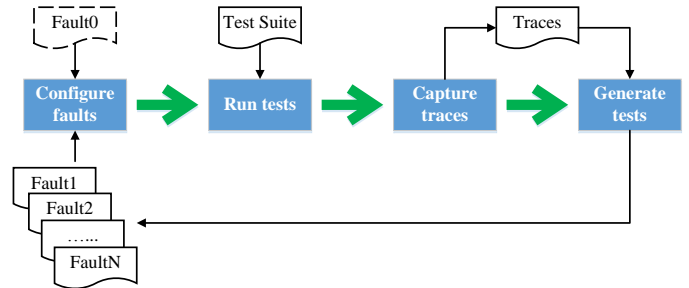 Fault0
Test Suite
Traces
Configure
faults
Run tests
Capture
traces
Generate
tests
Fault1
Fault2
…...
FaultN